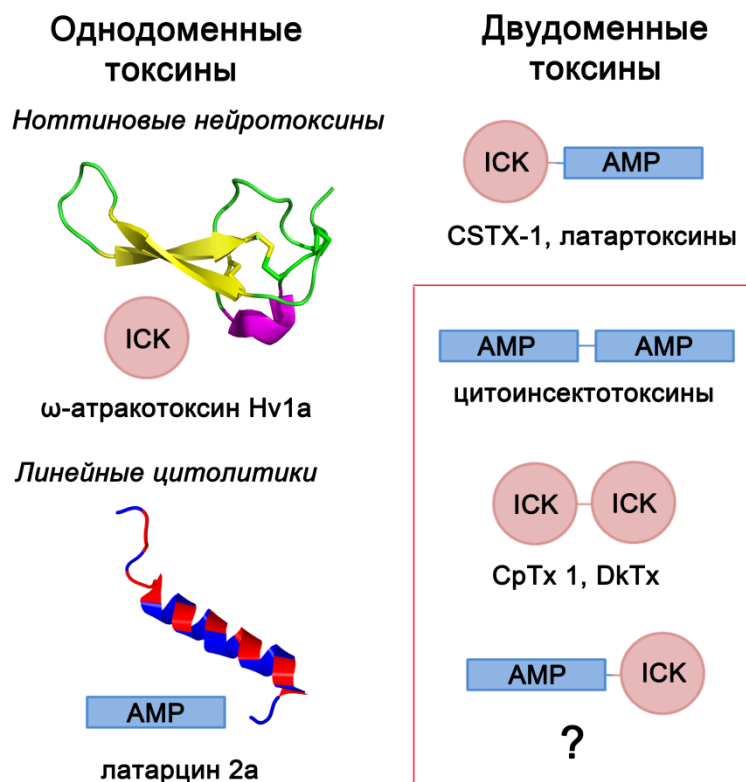 Однодоменные
токсины
Ноттиновые нейротоксины
ICK
ω-атракотоксин Hv1a
Линейные цитолитики
AMP
латарцин 2a
Двудоменные
токсины
ICK AMP
CSTX-1, латартоксины
AMP AMP
цитоинсектотоксины
ICK ICK
CpTx 1, DkTx
AMP ICK
?